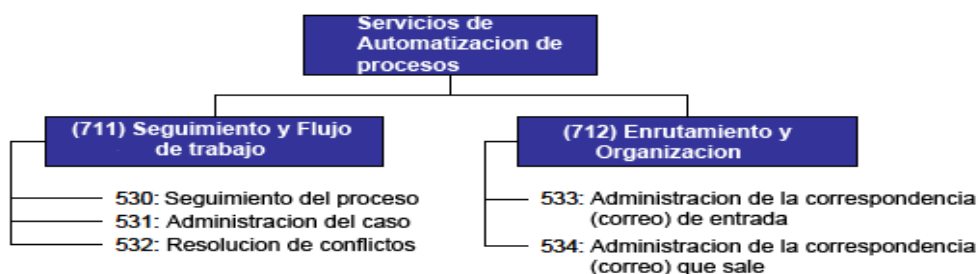 Servicios de
Automatizacion de
procesos
(711) Seguimiento y Flujo
de trabajo
(712) Enrutamiento y
Organizacion
530: Seguimiento del proceso
531: Administracion del caso
532: Resolucion de conflictos
533: Administracion de la correspondencia
(correo) de entrada
534: Administracion de la correspondencia
(correo) que sale